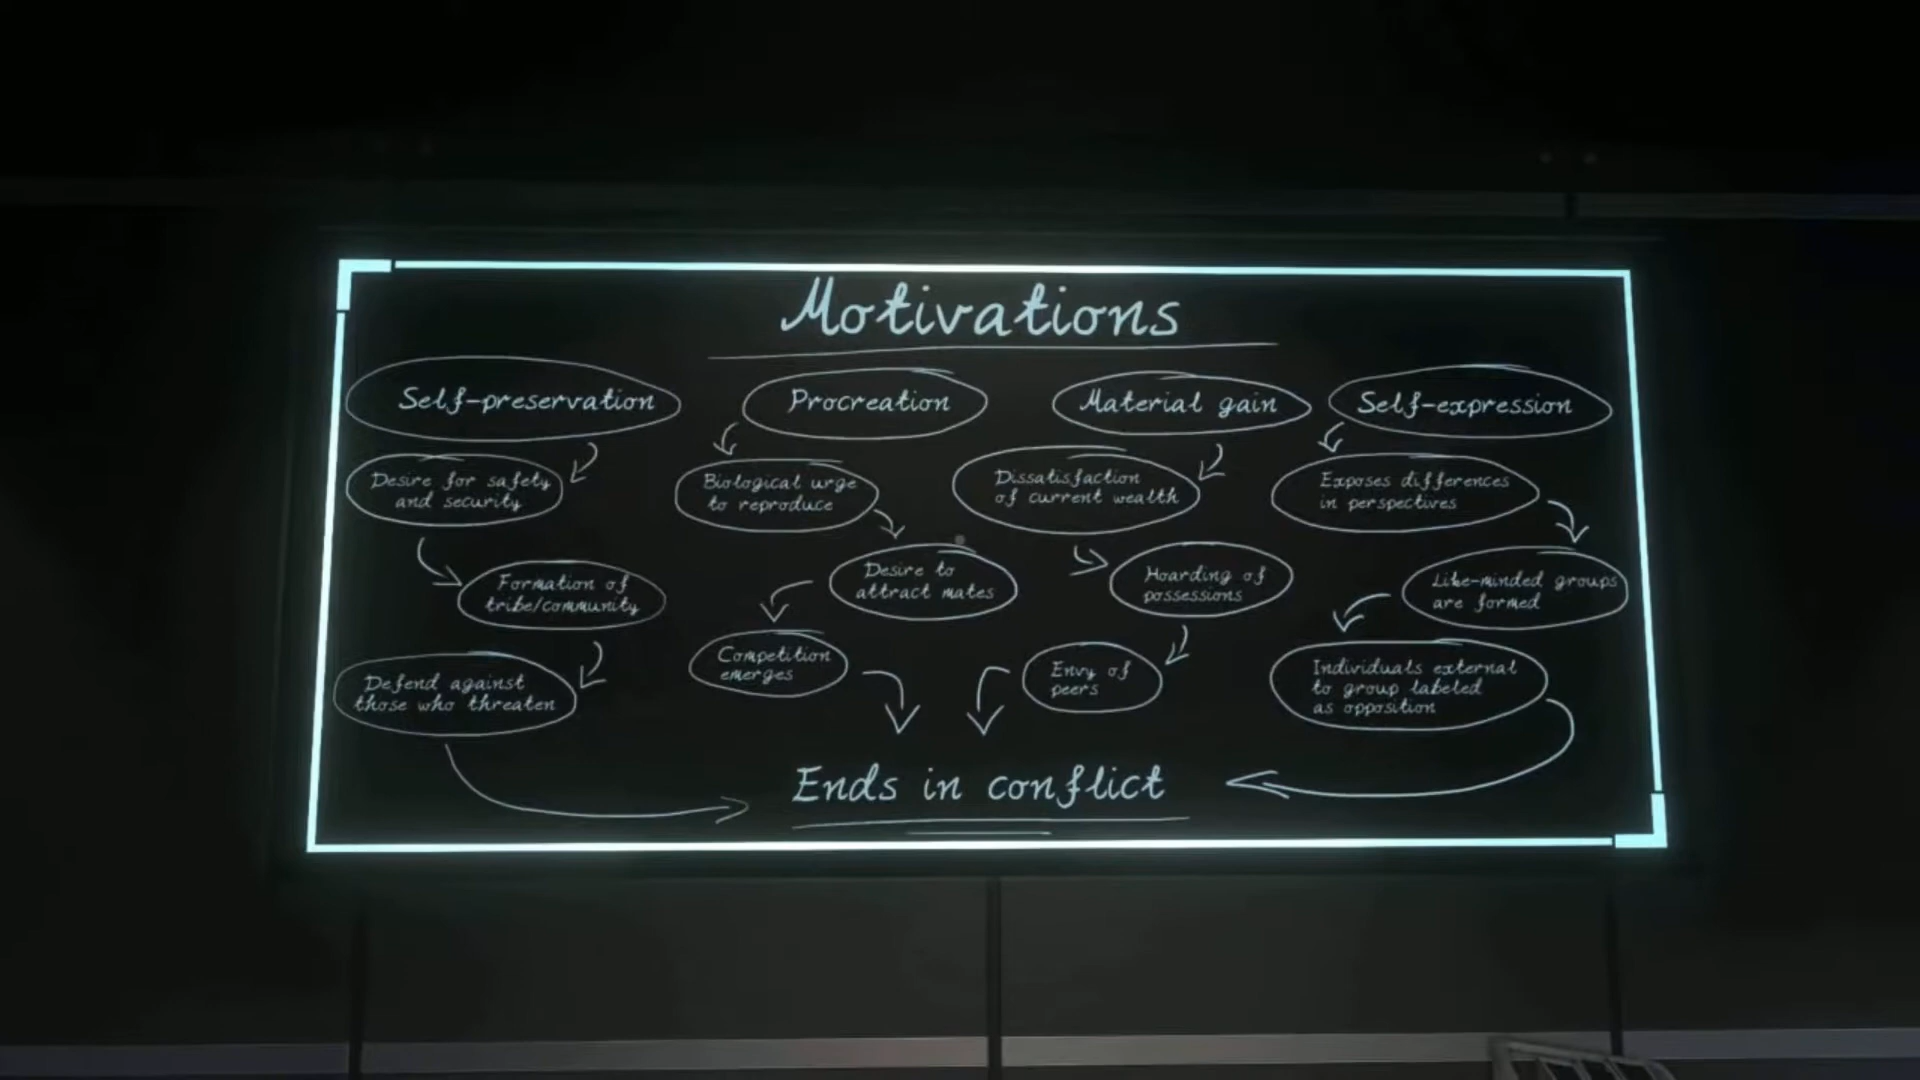 Motivations
Self-preservation
Desire for safety
and security
Formation of
tribe/community
Defend against
those who threaten
Procreation
Biological urge
to reproduce
Desire to
attract mates
Competition
emerges
Material gain
Dissatisfaction
of current wealth
Hoarding of
possessions
Envy of
peers
Self-expression
Exposes differences
in perspectives
Like-minded groups
are formed
Individuals external
to group labeled
as opposition
Ends in conflict